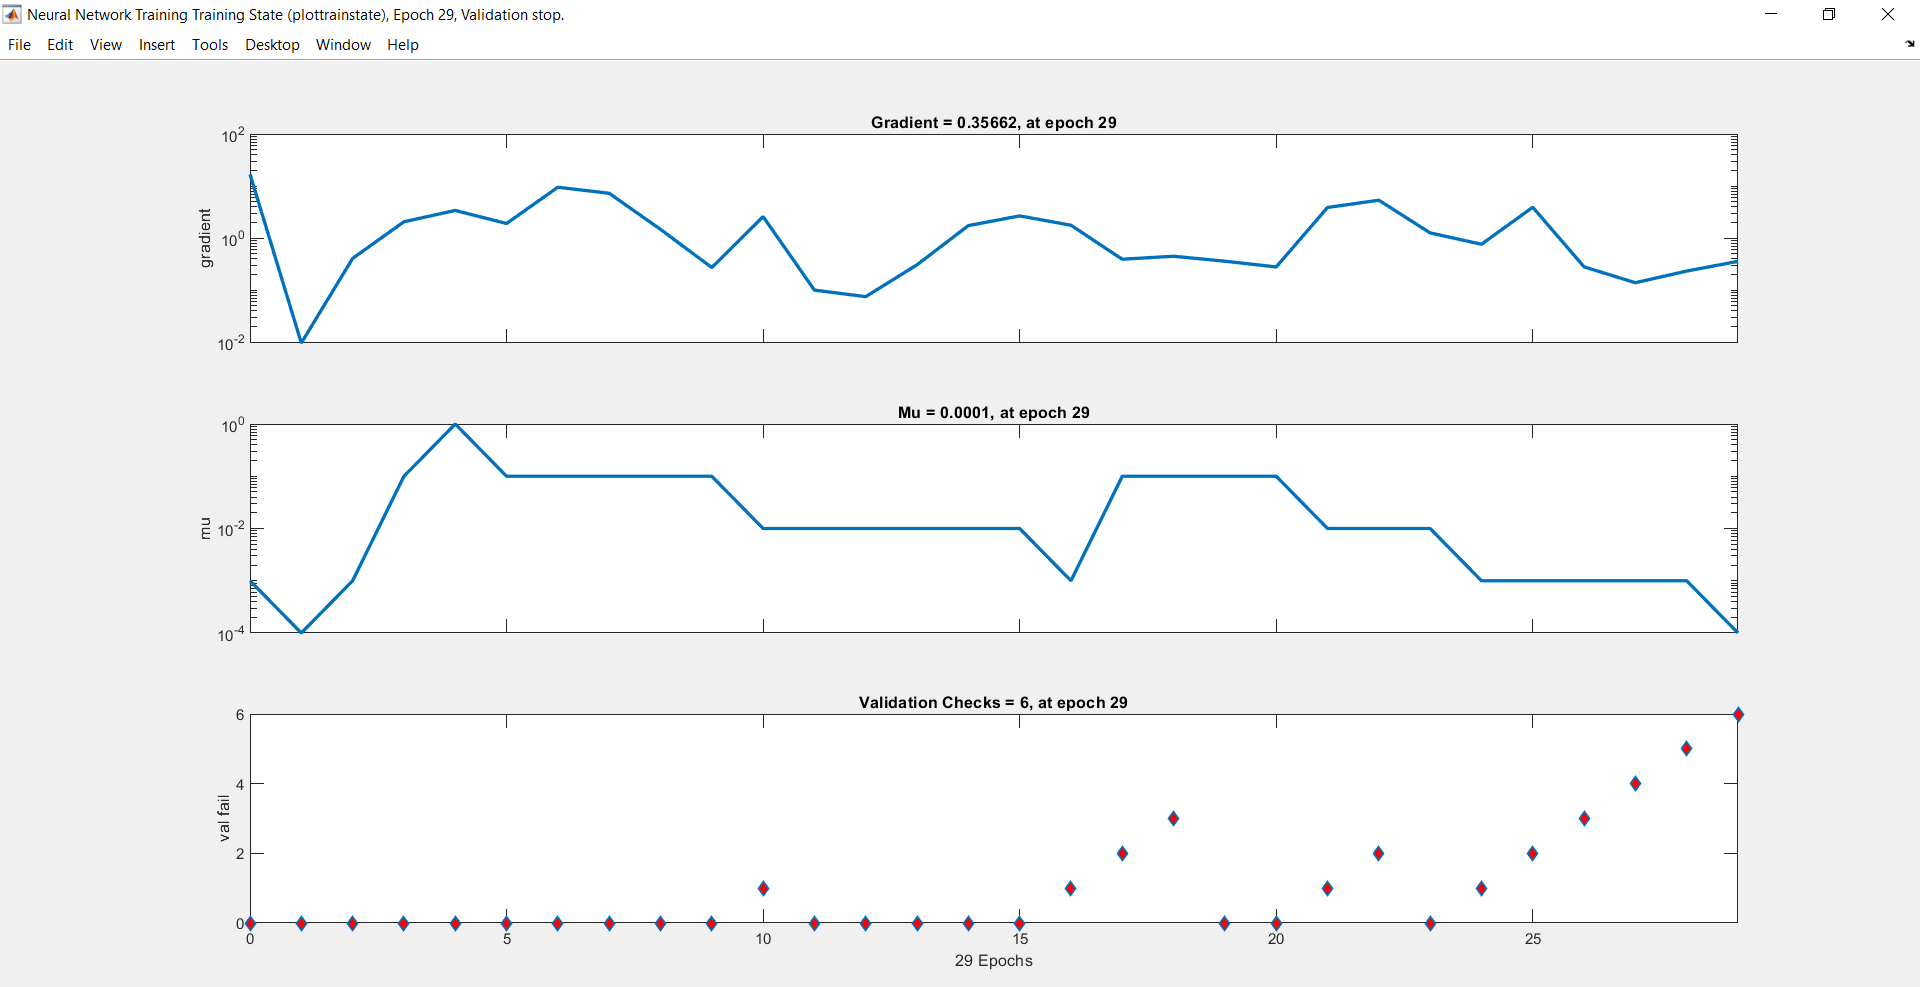 Neural Network Training Training State (plottrainstate), Epoch 29, Validation stop.
File Edit View Insert Tools Desktop Window Help
Gradient = 0.35662, at epoch 29
10^2
10^0
10^-2
gradient
Mu = 0.0001, at epoch 29
10^0
10^-2
10^-4
mu
Validation Checks = 6, at epoch 29
6
4
2
0
val fail
0 5 10 15 20 25
29 Epochs